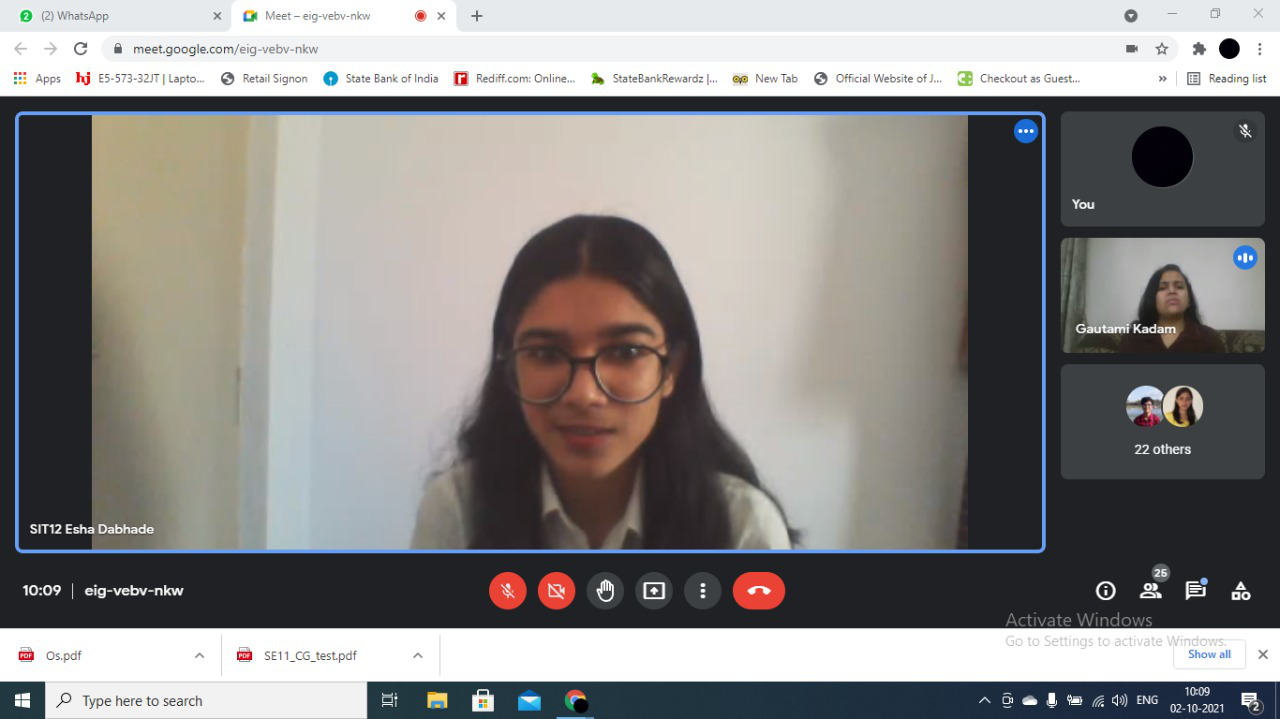 (2) WhatsApp
Meet – eig-vebv-nkw
meet.google.com/eig-vebv-nkw
Apps
E5-573-32JT | Lapto...
Retail Signon
State Bank of India
Rediff.com: Online...
StateBankRewardz |...
New Tab
Official Website of J...
Checkout as Guest...
»
Reading list
You
Gautami Kadam
22 others
SIT12 Esha Dabhade
10:09 | eig-vebv-nkw
25
Activate Windows
Go to Settings to activate Windows.
Os.pdf
SE11_CG_test.pdf
Show all
Type here to search
ENG
10:09
02-10-2021
2